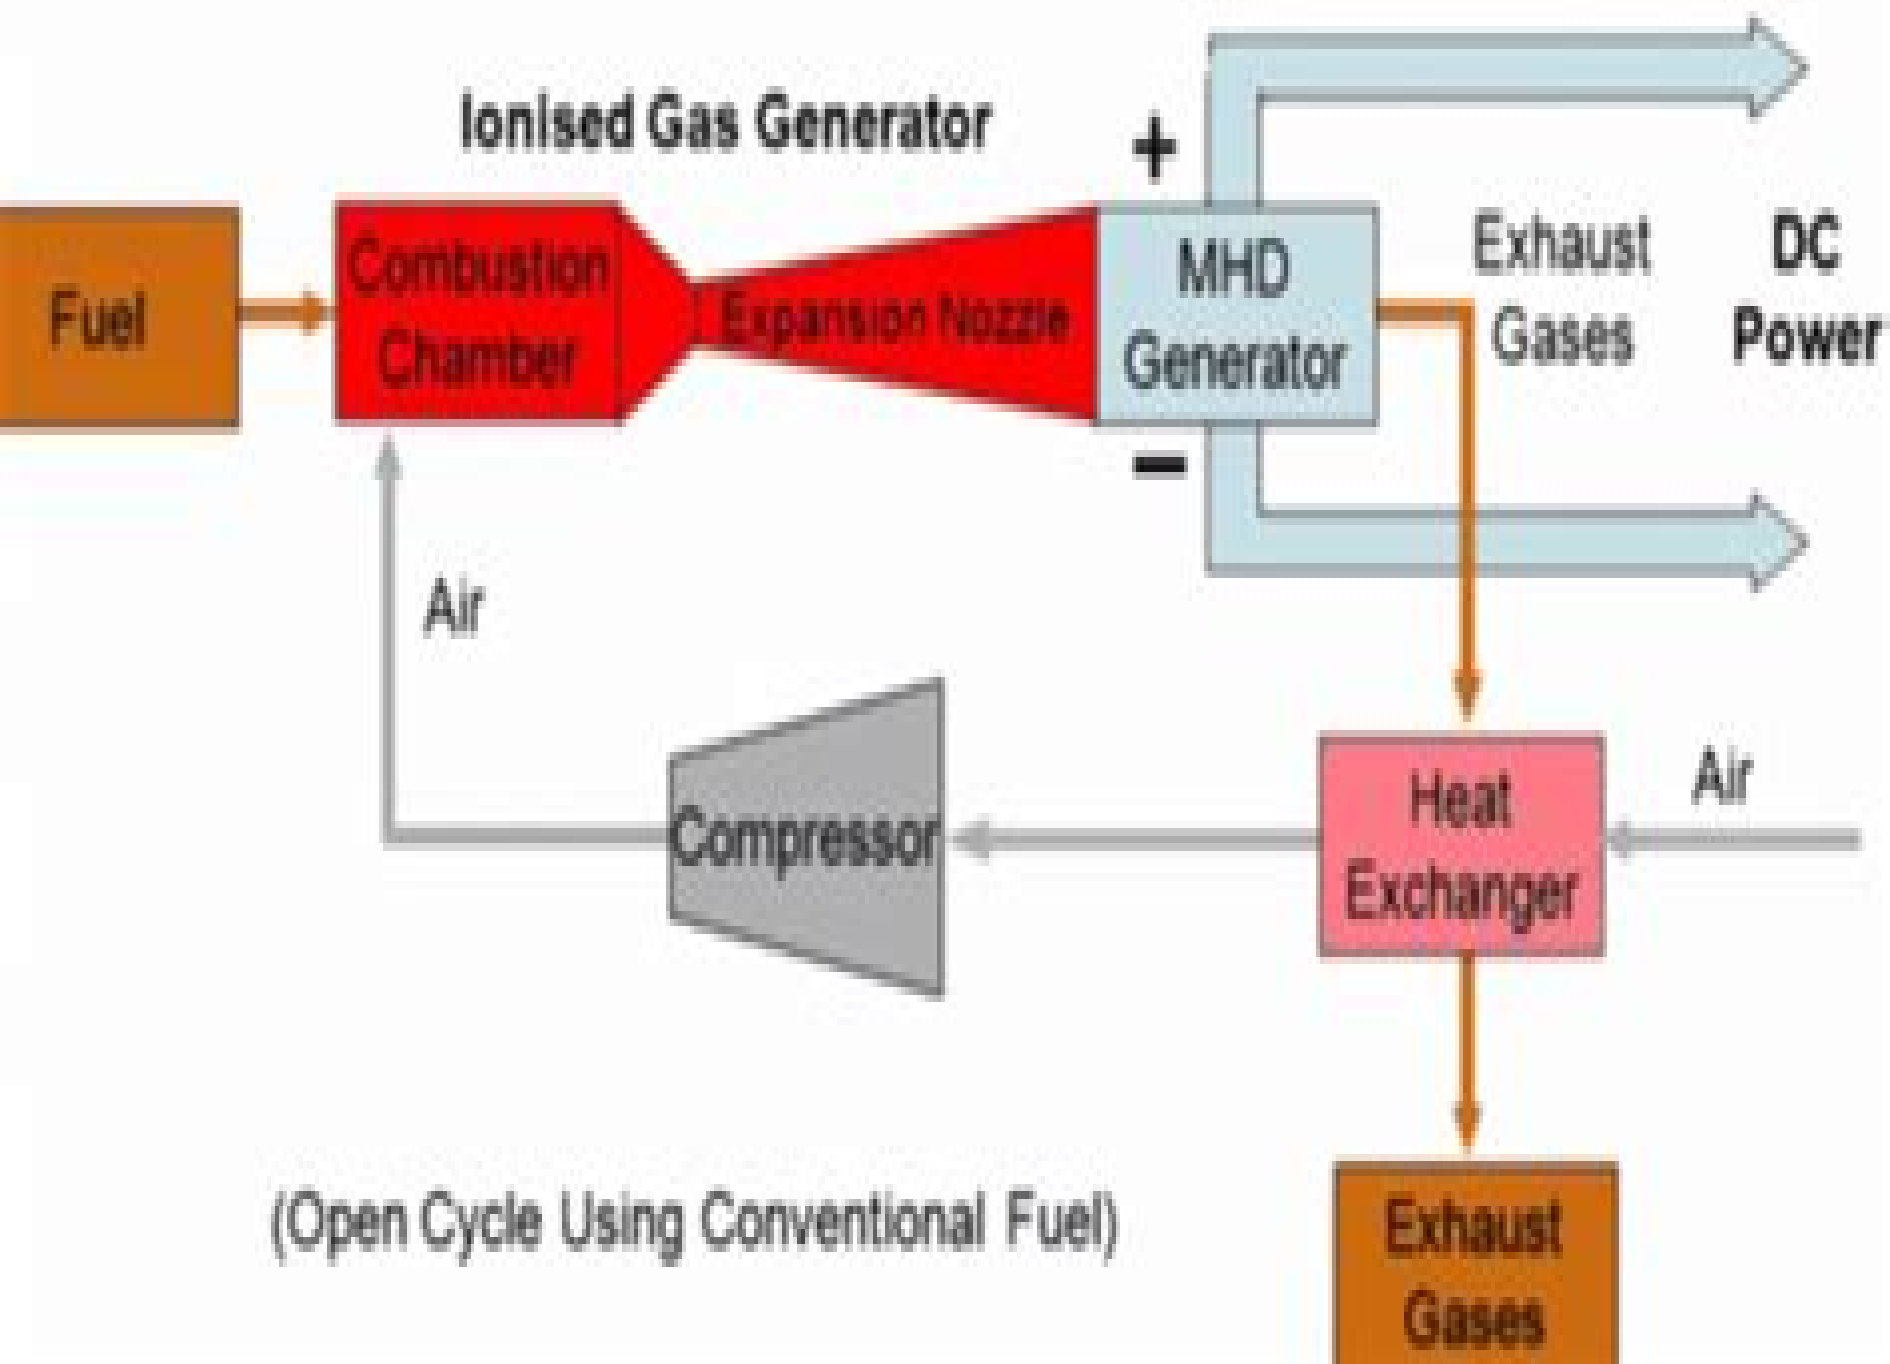 Ionised Gas Generator
+
Fuel
Combustion
Chamber
Expansion Nozzle
MHD
Generator
Exhaust
Gases
DC
Power
−
Air
Compressor
Heat
Exchanger
Air
(Open Cycle Using Conventional Fuel)
Exhaust
Gases